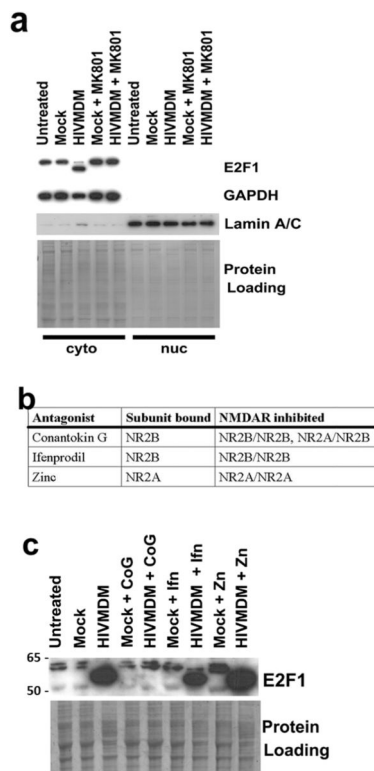 a
Untreated
Mock
HIVMDM
Mock + MK801
HIVMDM + MK801
Untreated
Mock
HIVMDM
Mock + MK801
HIVMDM + MK801
E2F1
GAPDH
Lamin A/C
Protein
Loading
cyto nuc
b
Antagonist Subunit bound NMDAR inhibited
Conantokin G NR2B NR2B/NR2B, NR2A/NR2B
Ifenprodil NR2B NR2B/NR2B
Zinc NR2A NR2A/NR2A
c
Untreated
Mock
HIVMDM
Mock + CoG
HIVMDM + CoG
Mock + Ifn
HIVMDM + Ifn
Mock + Zn
HIVMDM + Zn
65 -
50 -
E2F1
Protein
Loading